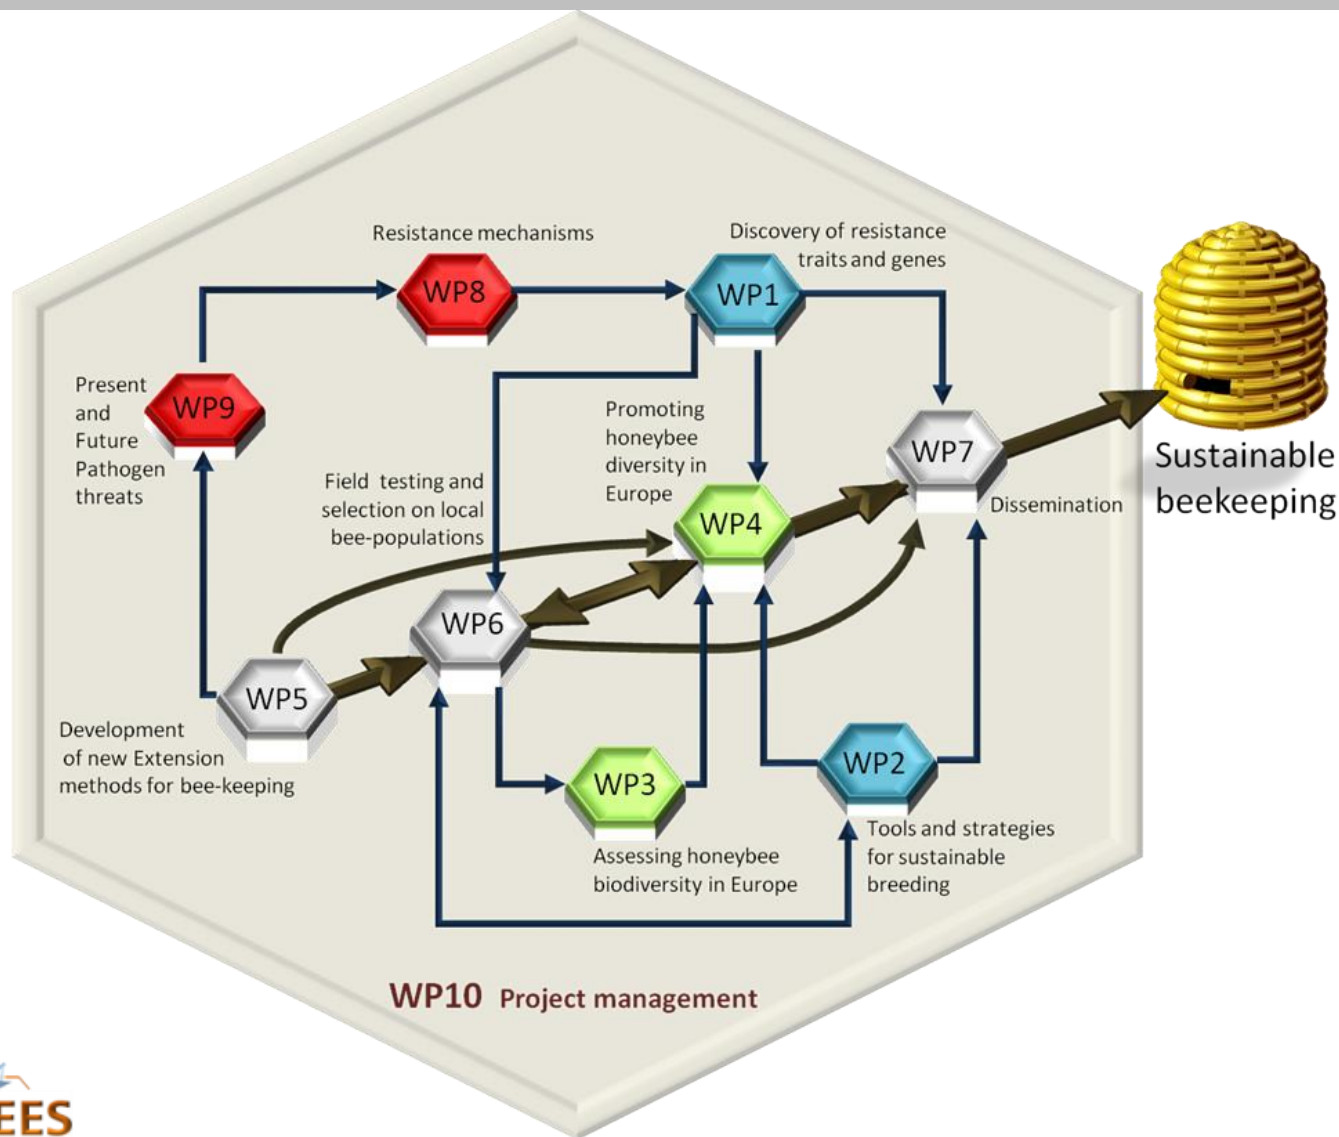 Resistance mechanisms
Discovery of resistance
traits and genes
WP8
WP1
Present
and
Future
Pathogen
threats
WP9
Promoting
honeybee
diversity in
Europe
WP7
Sustainable
beekeeping
Field testing and
selection on local
bee-populations
WP4
Dissemination
WP6
WP5
Development
of new Extension
methods for bee-keeping
WP3
WP2
Assessing honeybee
biodiversity in Europe
Tools and strategies
for sustainable
breeding
WP10 Project management
EES